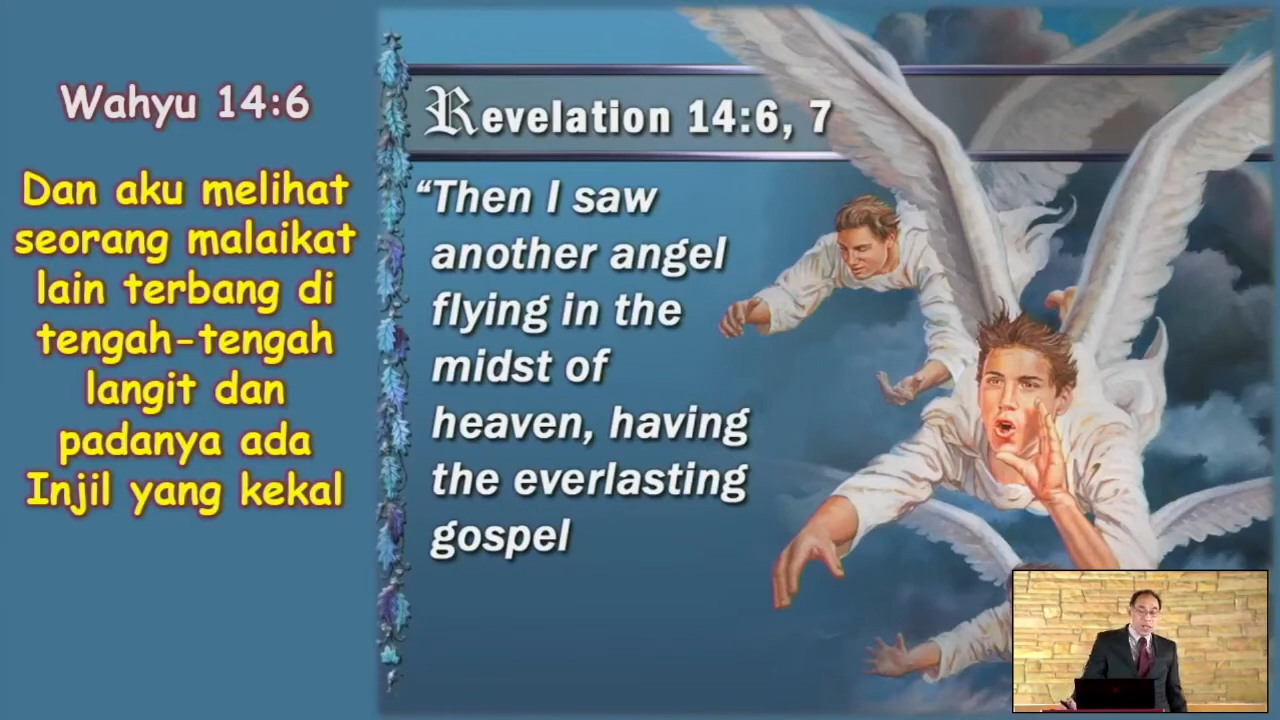 Wahyu 14:6
Dan aku melihat
seorang malaikat
lain terbang di
tengah-tengah
langit dan
padanya ada
Injil yang kekal
Revelation 14:6, 7
“Then I saw
another angel
flying in the
midst of
heaven, having
the everlasting
gospel